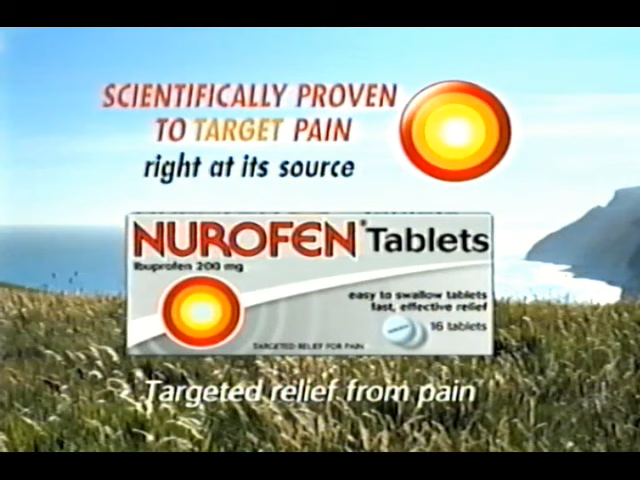 SCIENTIFICALLY PROVEN
TO TARGET PAIN
right at its source
NUROFEN® Tablets
Ibuprofen 200 mg
easy to swallow tablets
fast, effective relief
16 tablets
TARGETED RELIEF FOR PAIN
Targeted relief from pain